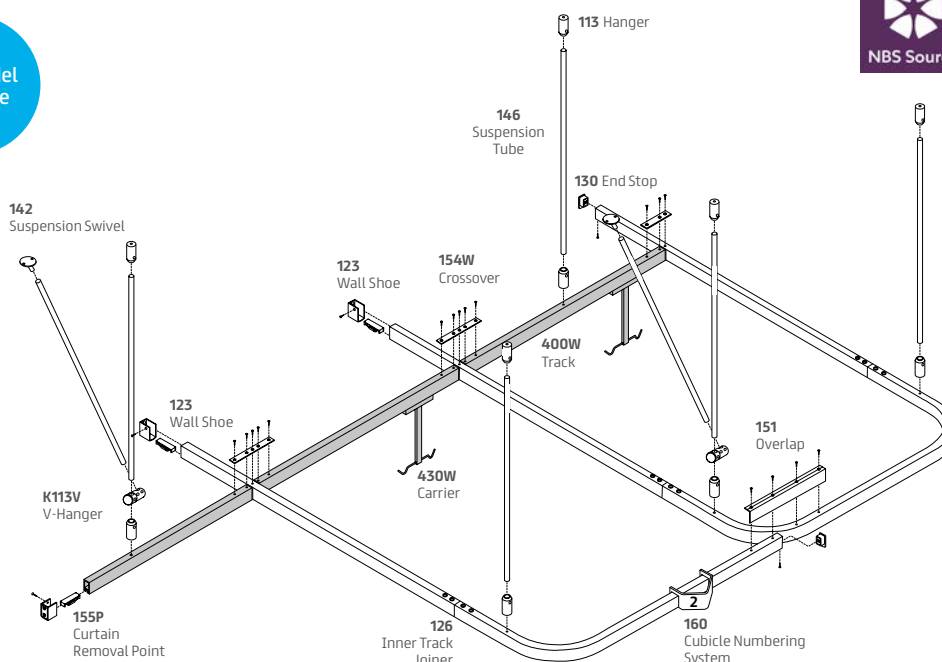 113 Hanger
NBS Sour
146
Suspension
Tube
130 End Stop
142
Suspension Swivel
123
Wall Shoe
154W
Crossover
400W
Track
123
Wall Shoe
151
Overlap
K113V
V-Hanger
430W
Carrier
2
155P
Curtain
Removal Point
126
Inner Track
Joiner
160
Cubicle Numbering
System